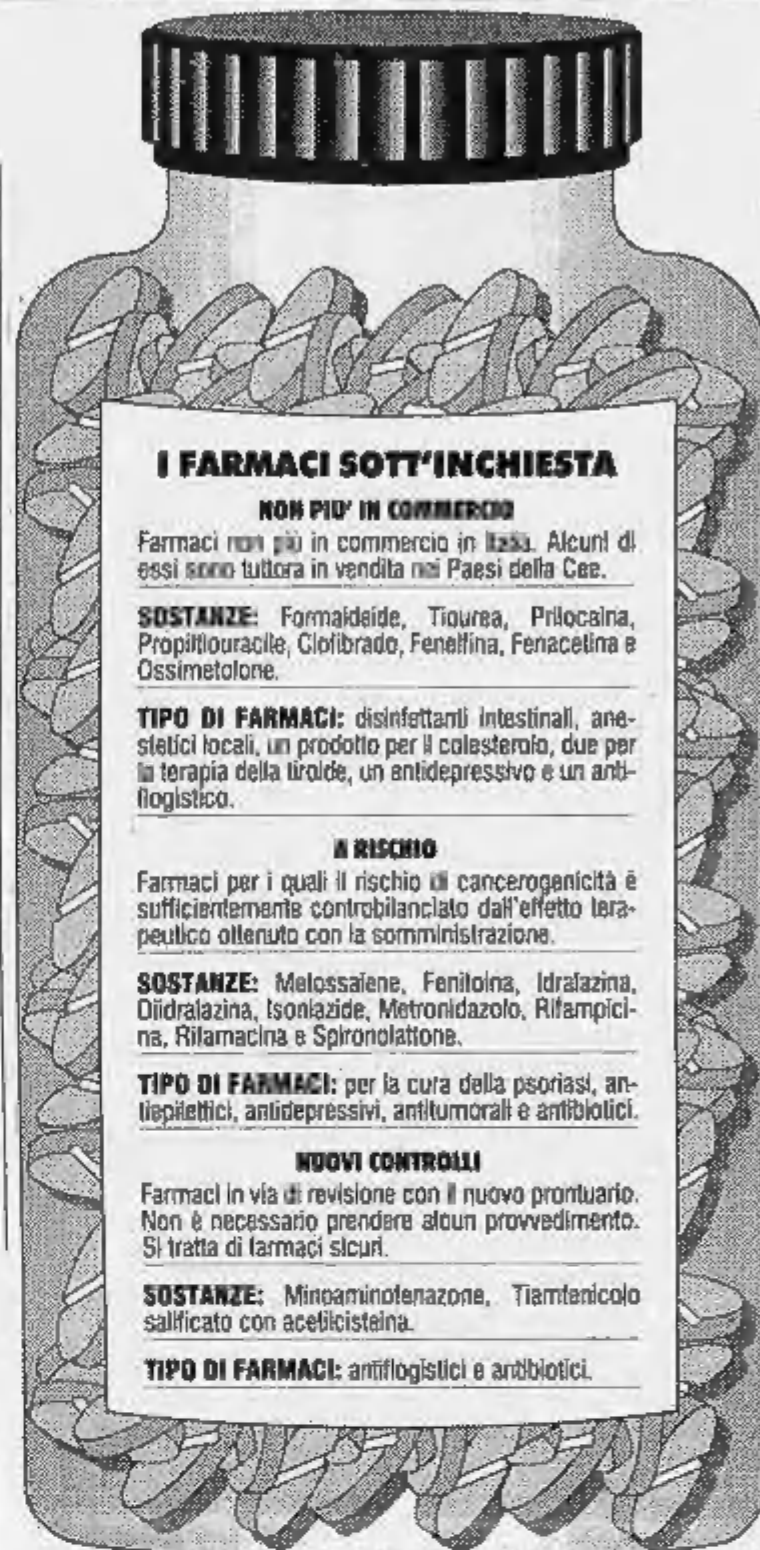 I FARMACI SOTT'INCHIESTA
NON PIU' IN COMMERCIO
Farmaci non più in commercio in Italia. Alcuni di
essi sono tuttora in vendita nei Paesi della Cee.
SOSTANZE: Formaldeide, Tiourea, Prilocaina,
Propiltiouracile, Clofibrado, Fenelfina, Fenacetina e
Ossimetolone.
TIPO DI FARMACI: disinfettanti intestinali, ane-
stetici locali, un prodotto per il colesterolo, due per
la terapia della tiroide, un antidepressivo e un anti-
flogistico.
A RISCHIO
Farmaci per i quali il rischio di cancerogenicità è
sufficientemente controbilanciato dall'effetto tera-
peutico ottenuto con la somministrazione.
SOSTANZE: Melossalene, Fenitoina, Idralazina,
Diidralazina, Isoniazide, Metronidazolo, Rifampici-
na, Rifamacina e Spironolattone.
TIPO DI FARMACI: per la cura della psoriasi, an-
tiepilettici, antidepressivi, antitumorali e antibiotici.
NUOVI CONTROLLI
Farmaci in via di revisione con il nuovo prontuario.
Non è necessario prendere alcun provvedimento.
Si tratta di farmaci sicuri.
SOSTANZE: Minoaminofenazone, Tiamfenicolo
salificato con acetilcisteina.
TIPO DI FARMACI: antiflogistici e antibiotici.